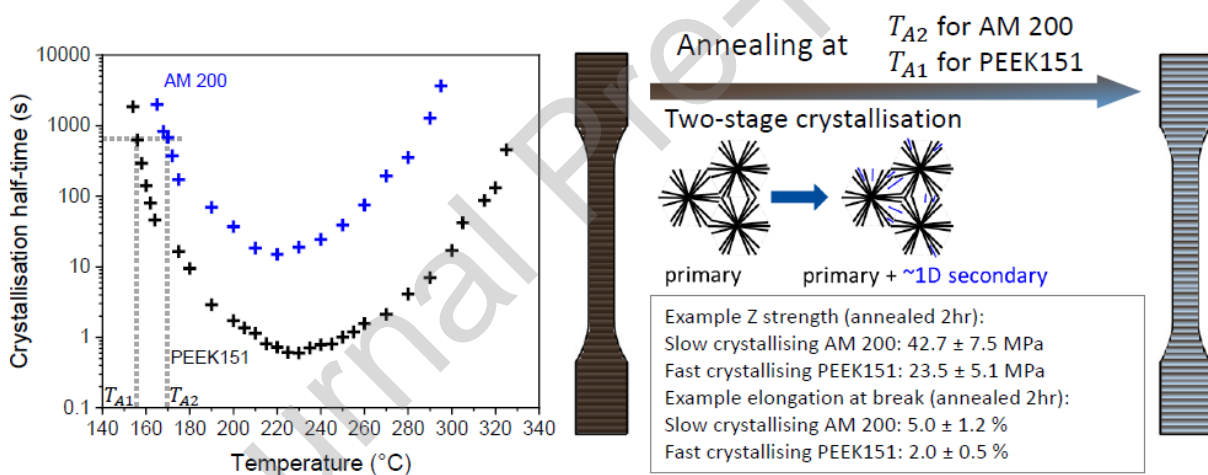 10000
1000
100
10
1
0.1
Crystallisation half-time (s)
AM 200
PEEK151
T_A1
T_A2
140 160 180 200 220 240 260 280 300 320 340
Temperature (°C)
Annealing at
T_A2 for AM 200
T_A1 for PEEK151
Two-stage crystallisation
primary
primary + ~1D secondary
Example Z strength (annealed 2hr):
Slow crystallising AM 200: 42.7 ± 7.5 MPa
Fast crystallising PEEK151: 23.5 ± 5.1 MPa
Example elongation at break (annealed 2hr):
Slow crystallising AM 200: 5.0 ± 1.2 %
Fast crystallising PEEK151: 2.0 ± 0.5 %
urnal Pre-